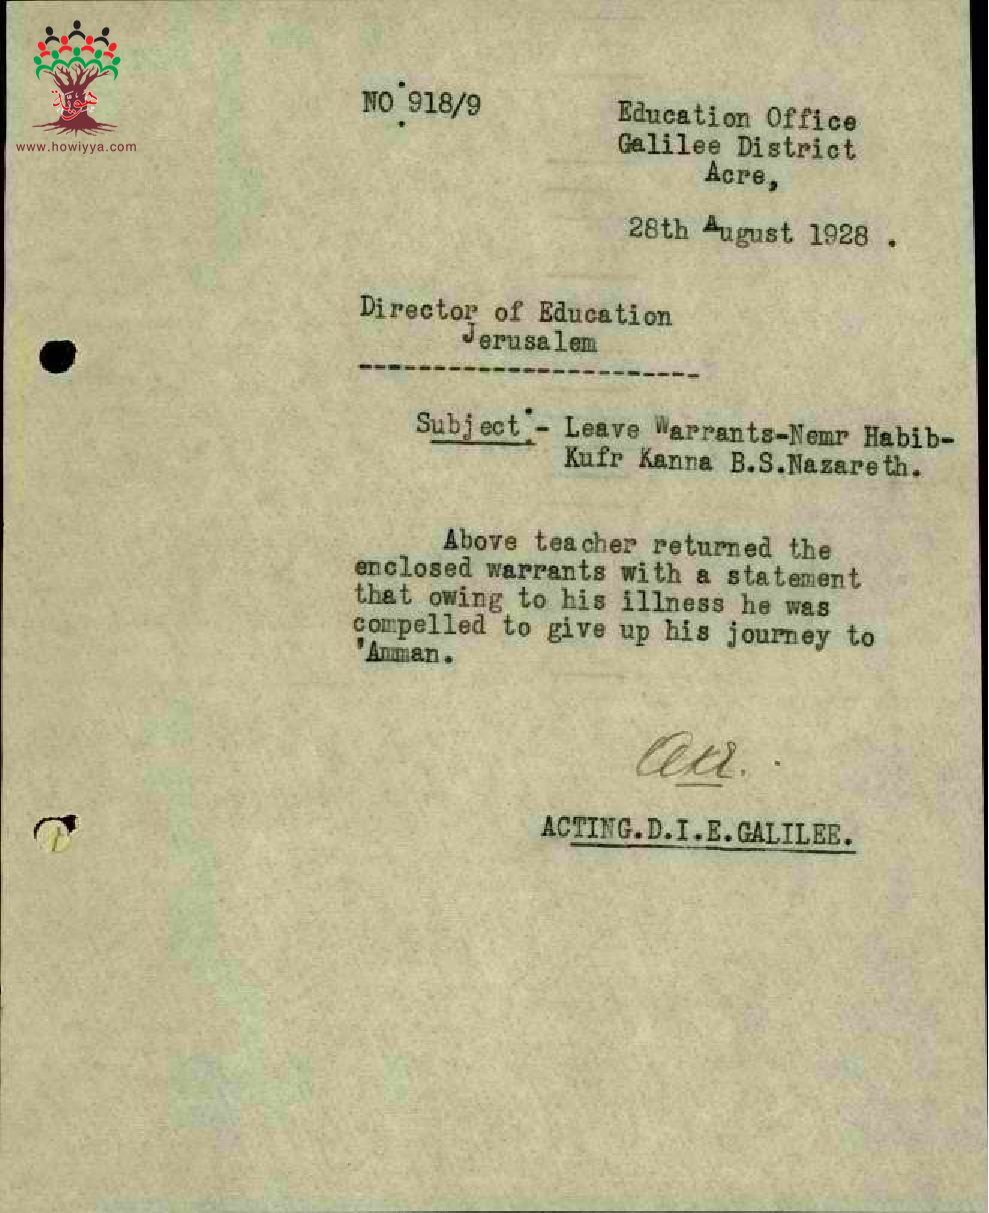 هوية
www.howiyya.com
NO:918/9
Education Office
Galilee District
Acre,
28th August 1928 .
Director of Education
Jerusalem
-----------------------
Subject:- Leave Warrants-Nemr Habib-
Kufr Kanna B.S.Nazareth.
Above teacher returned the
enclosed warrants with a statement
that owing to his illness he was
compelled to give up his journey to
'Amman.
ACTING.D.I.E.GALILEE.